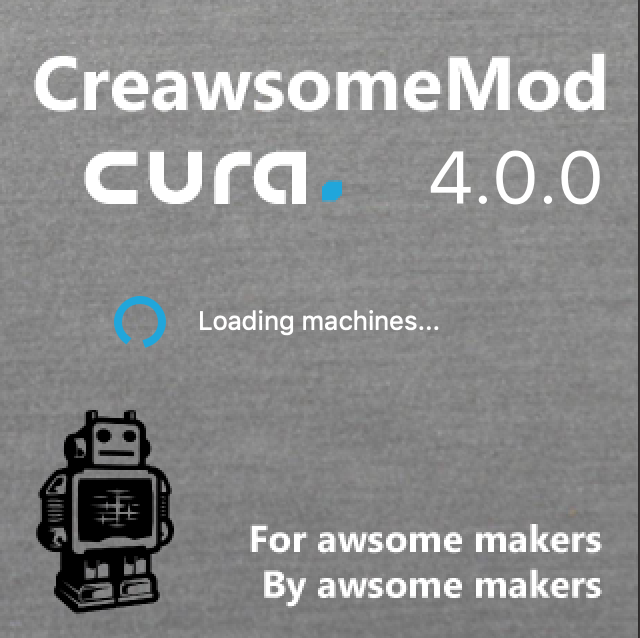 CreawsomeMod
cura. 4.0.0
Loading machines...
For awsome makers
By awsome makers